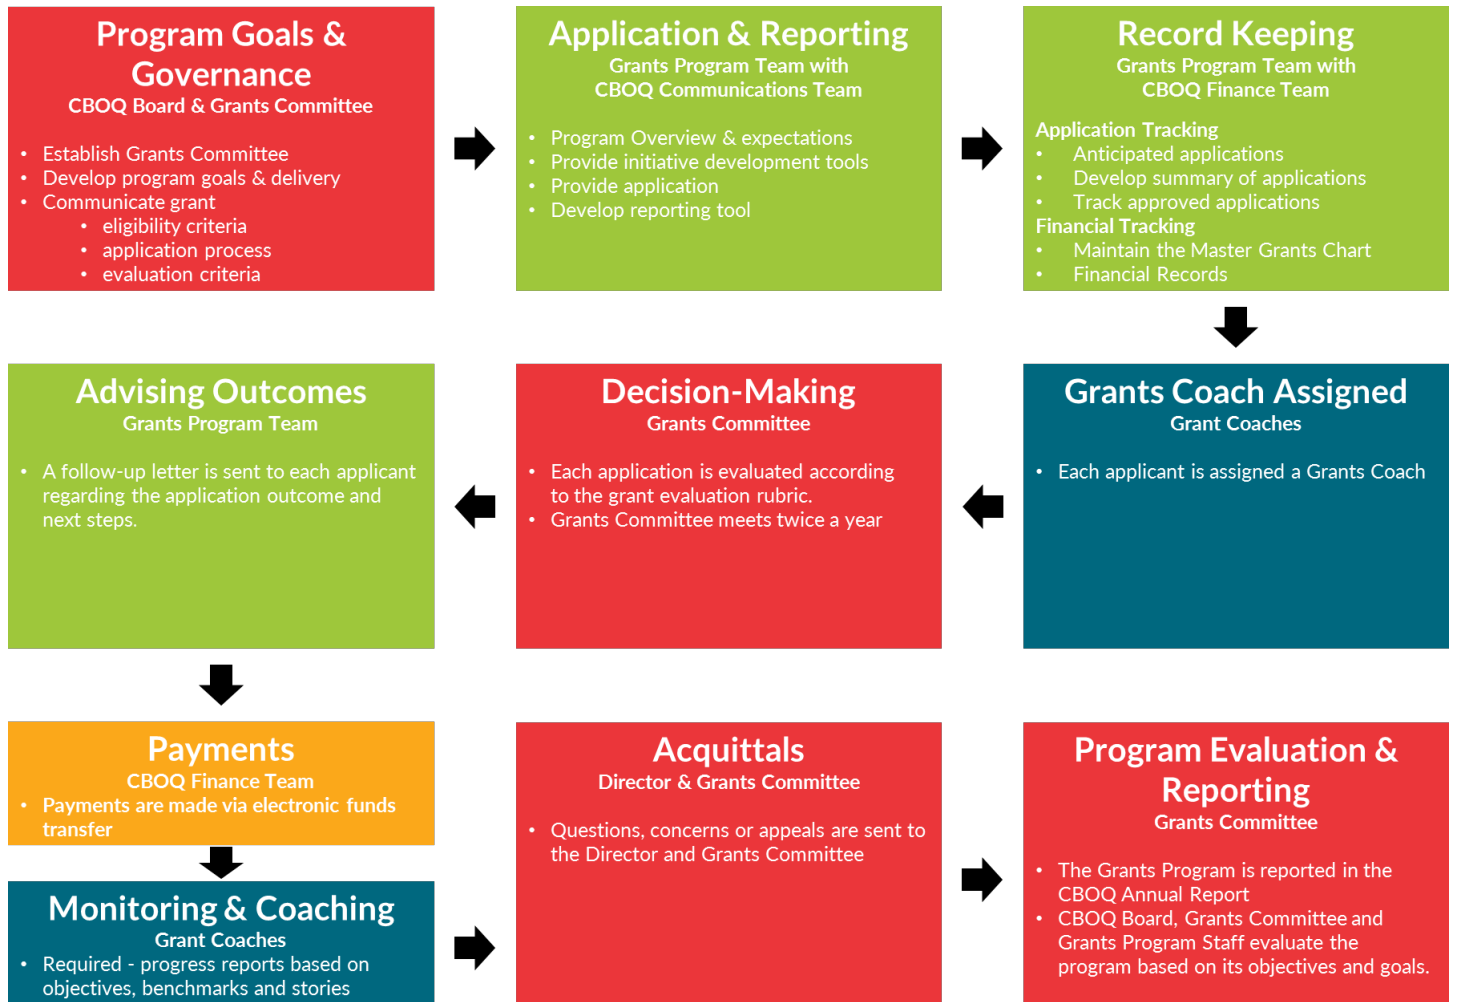 Program Goals &
Governance
CBOQ Board & Grants Committee
• Establish Grants Committee
• Develop program goals & delivery
• Communicate grant
• eligibility criteria
• application process
• evaluation criteria
Application & Reporting
Grants Program Team with
CBOQ Communications Team
• Program Overview & expectations
• Provide initiative development tools
• Provide application
• Develop reporting tool
Record Keeping
Grants Program Team with
CBOQ Finance Team
Application Tracking
• Anticipated applications
• Develop summary of applications
• Track approved applications
Financial Tracking
• Maintain the Master Grants Chart
• Financial Records
Grants Coach Assigned
Grant Coaches
• Each applicant is assigned a Grants Coach
Decision-Making
Grants Committee
• Each application is evaluated according
to the grant evaluation rubric.
• Grants Committee meets twice a year
Advising Outcomes
Grants Program Team
• A follow-up letter is sent to each applicant
regarding the application outcome and
next steps.
Payments
CBOQ Finance Team
• Payments are made via electronic funds
transfer
Monitoring & Coaching
Grant Coaches
• Required - progress reports based on
objectives, benchmarks and stories
Acquittals
Director & Grants Committee
• Questions, concerns or appeals are sent to
the Director and Grants Committee
Program Evaluation &
Reporting
Grants Committee
• The Grants Program is reported in the
CBOQ Annual Report
• CBOQ Board, Grants Committee and
Grants Program Staff evaluate the
program based on its objectives and goals.